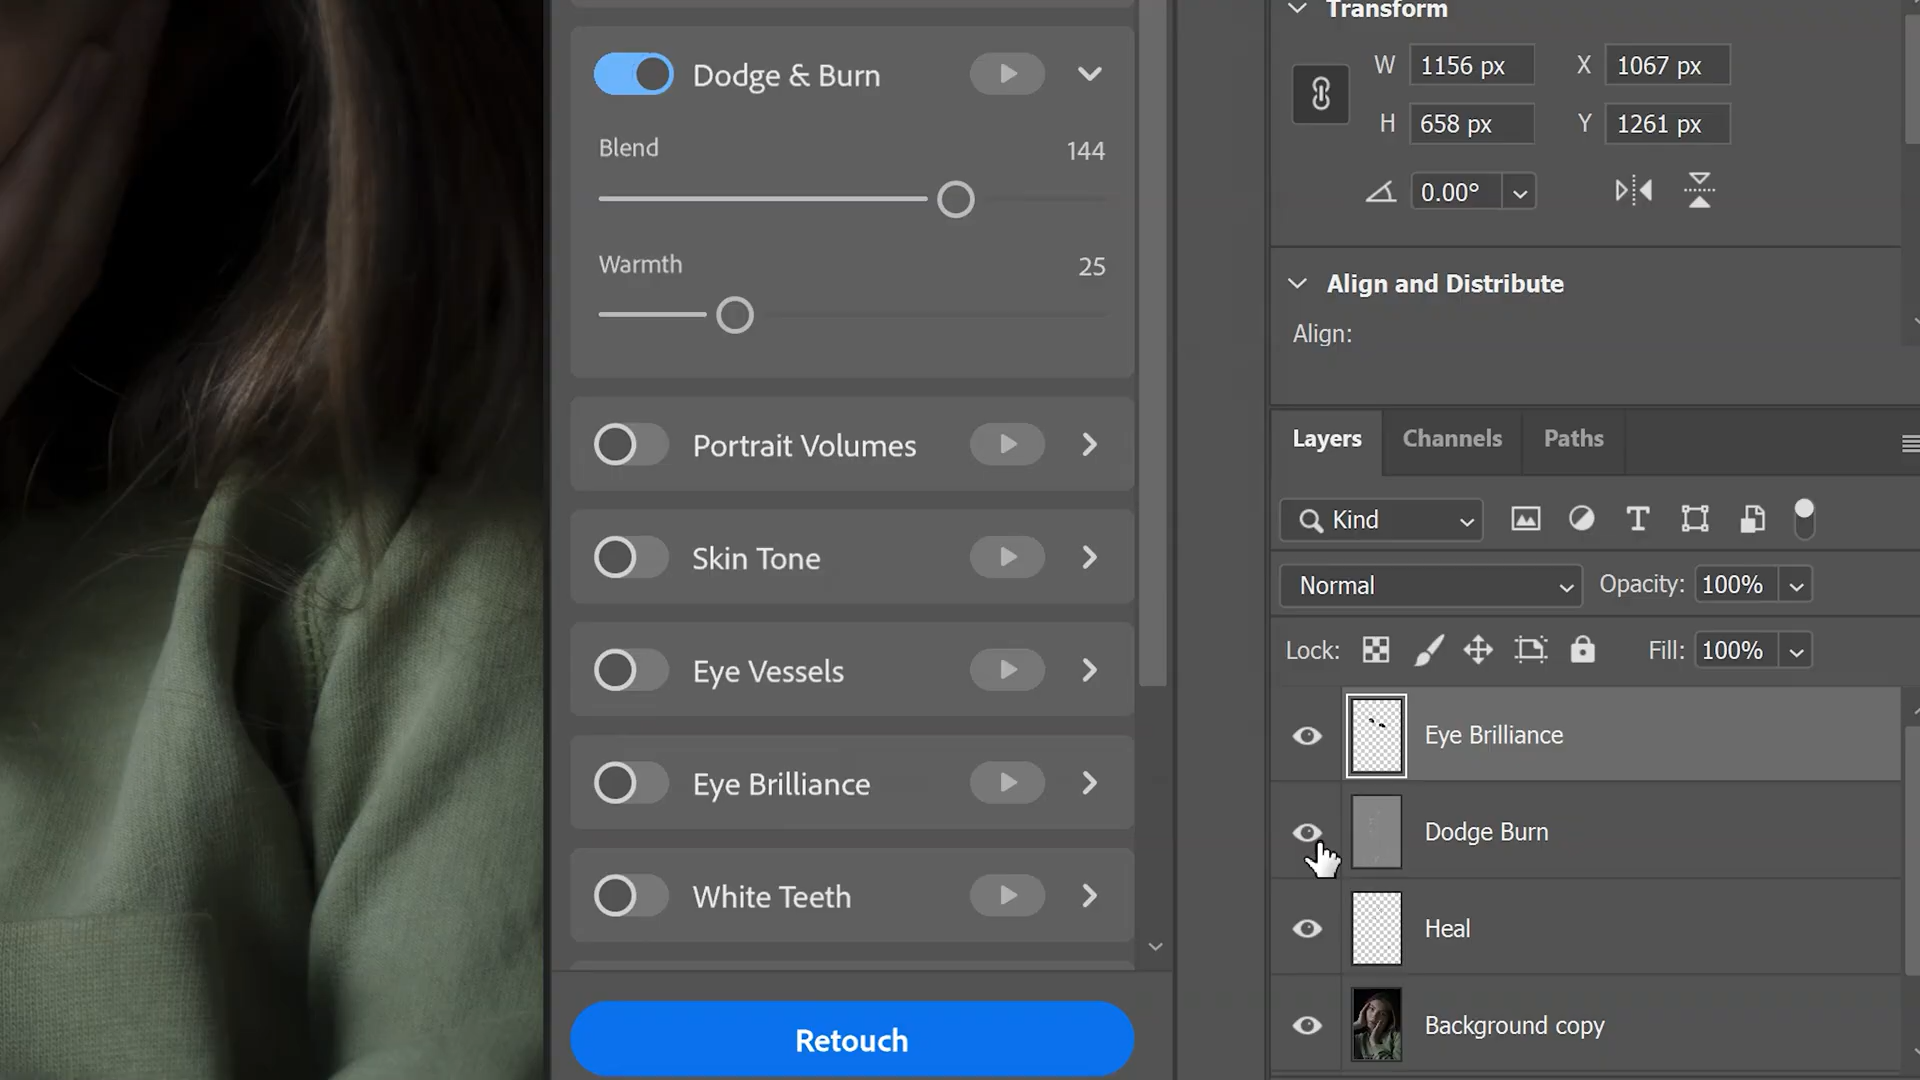 Dodge & Burn
Blend
144
Warmth
25
Portrait Volumes
Skin Tone
Eye Vessels
Eye Brilliance
White Teeth
Retouch
Transform
W 1156 px X 1067 px
H 658 px Y 1261 px
0.00°
Align and Distribute
Align:
Layers Channels Paths
Kind
Normal Opacity: 100%
Lock: Fill: 100%
Eye Brilliance
Dodge Burn
Heal
Background copy